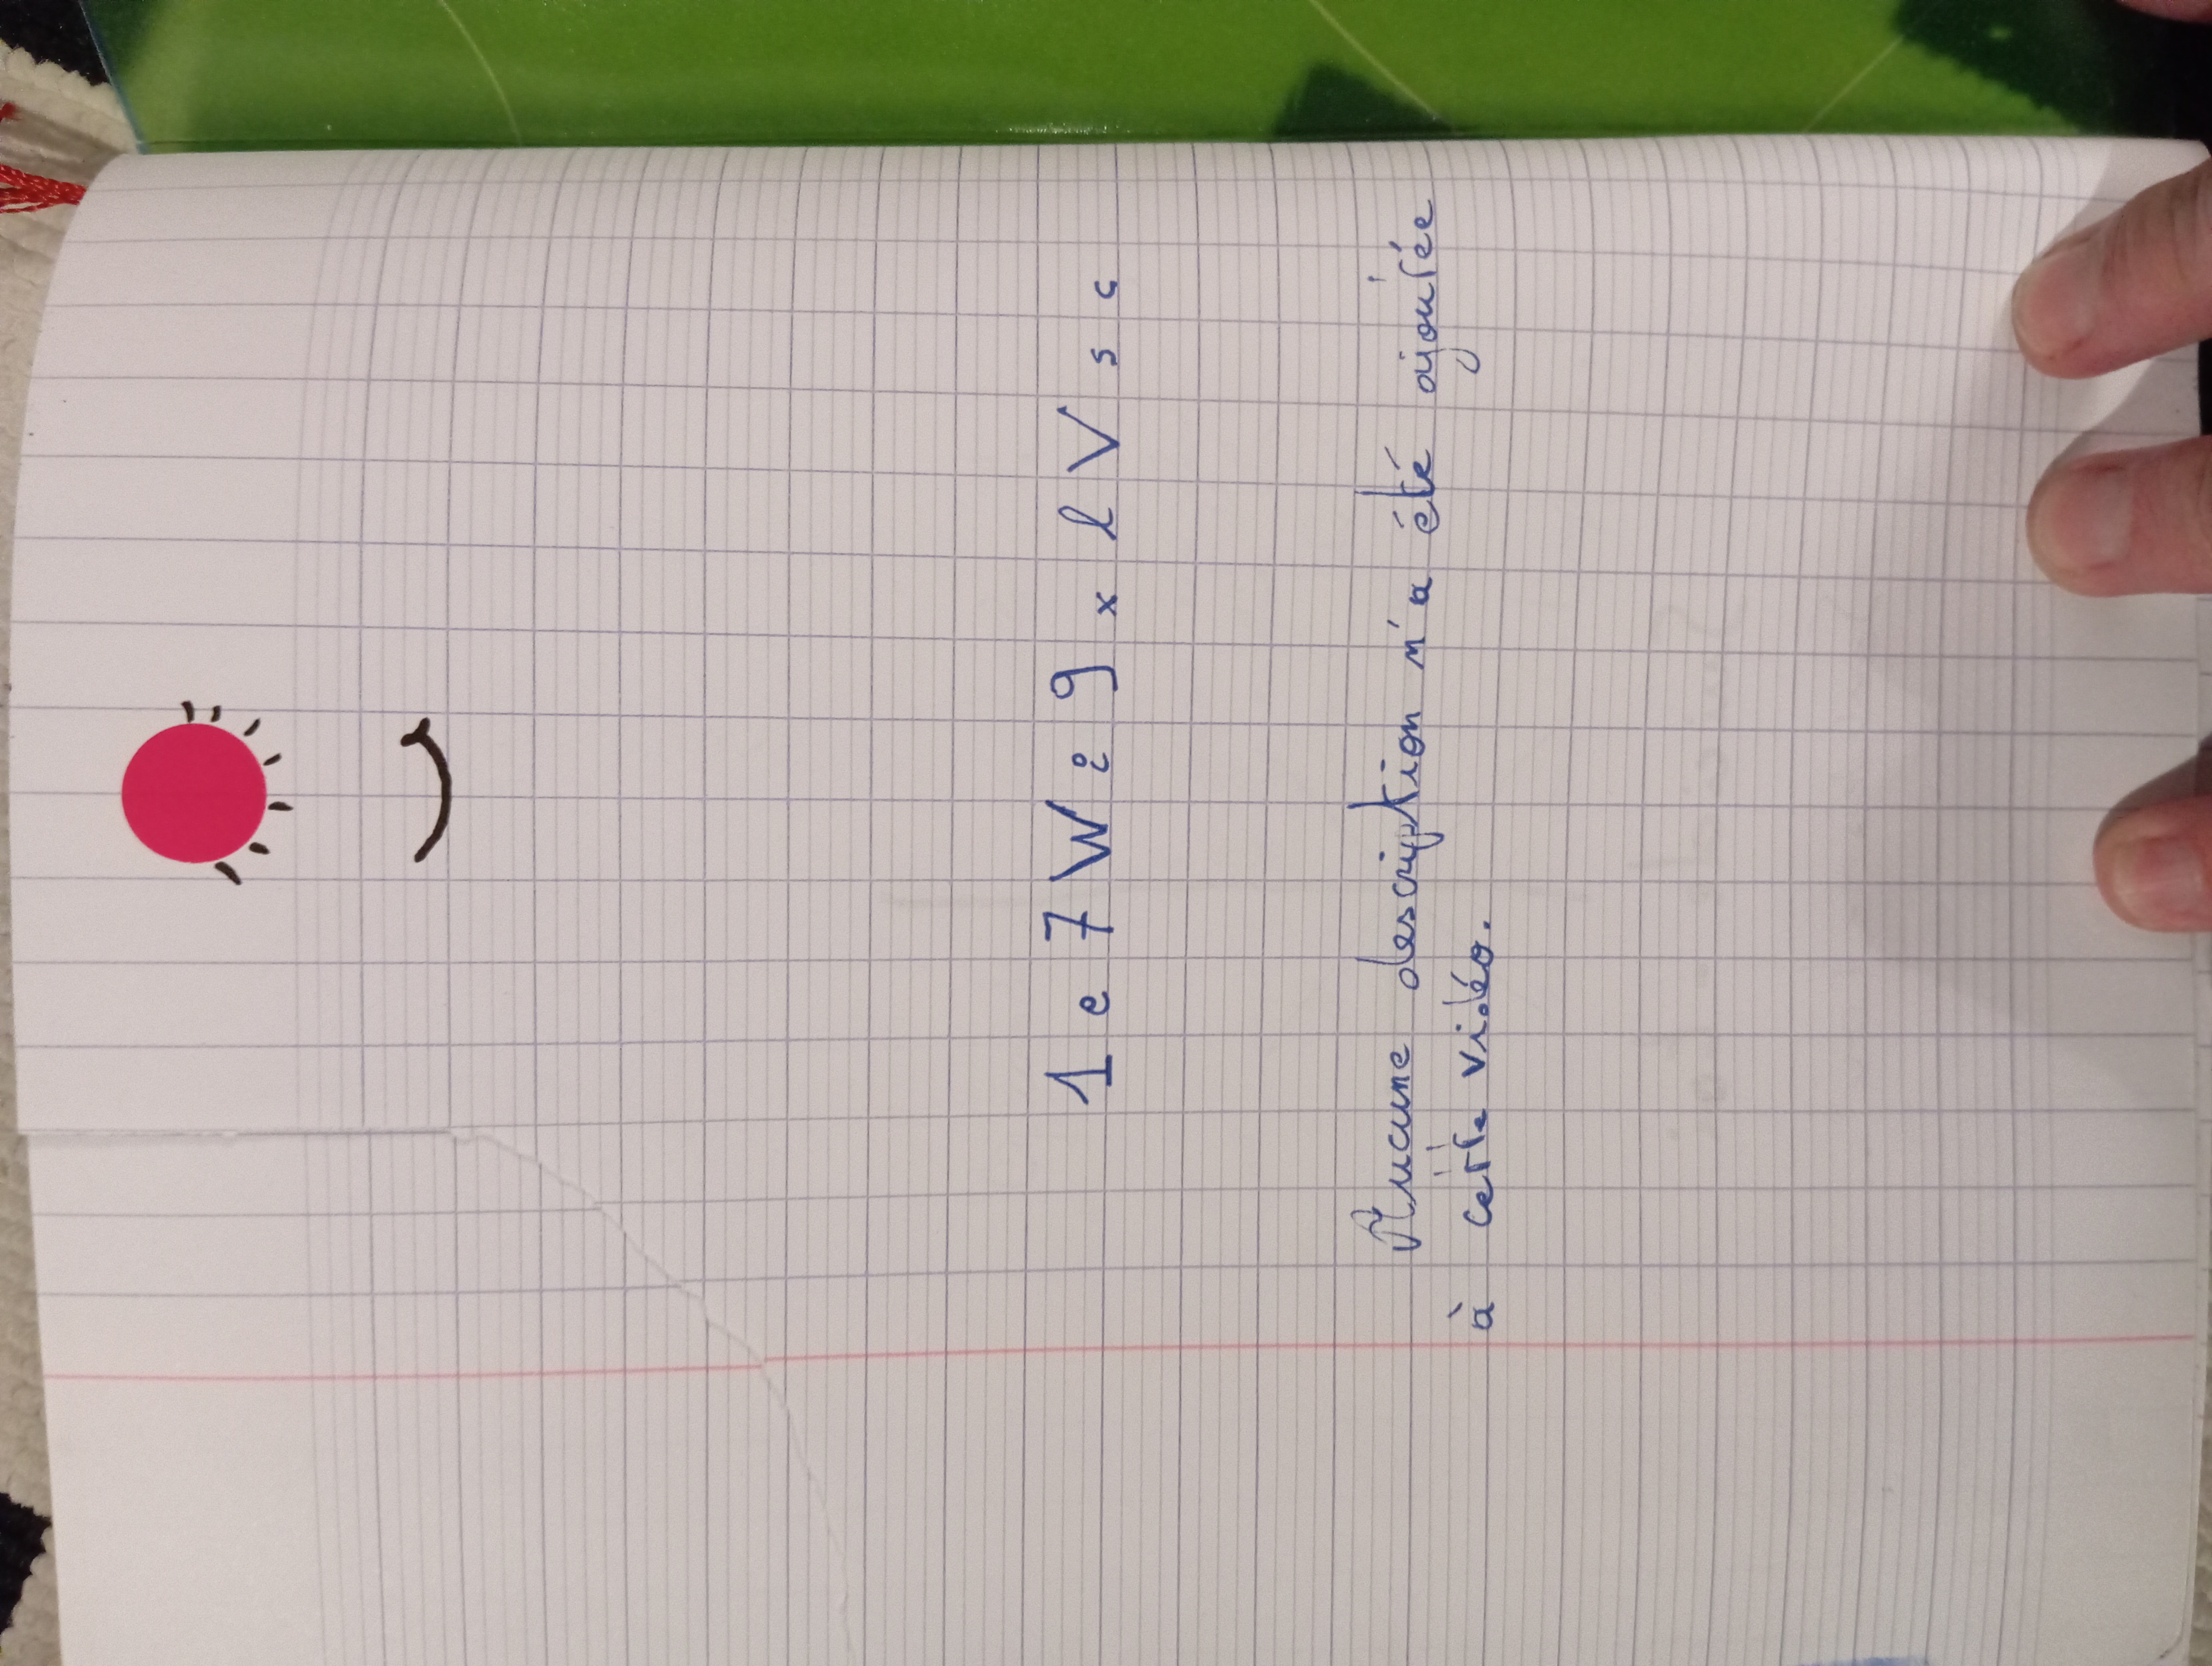 1 e 7 W i 9 x l V s c
Aucune description n'a été ajoutée
à cette vidéo.